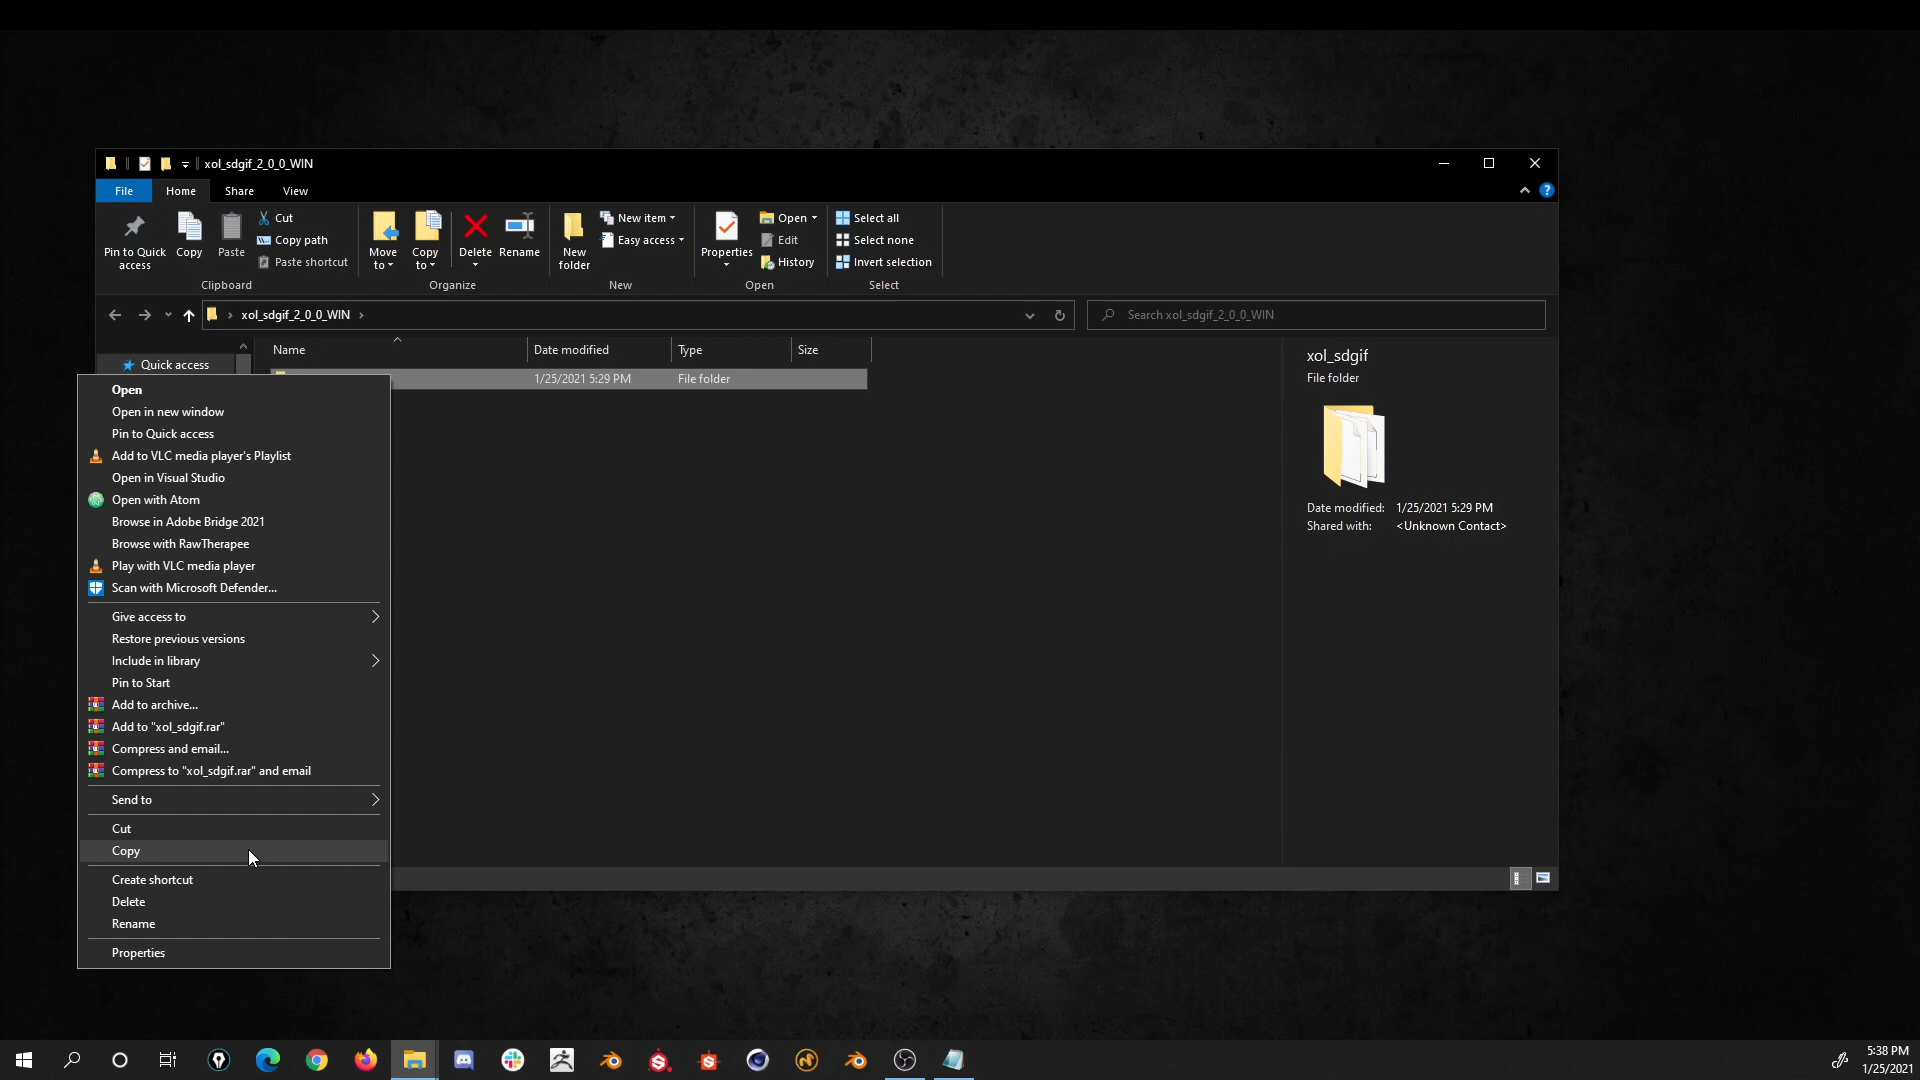 xol_sdgif_2_0_0_WIN
File
Home
Share
View
Pin to Quick access
Copy
Paste
Cut
Copy path
Paste shortcut
Clipboard
Move to
Copy to
Delete
Rename
Organize
New folder
New item
Easy access
New
Properties
Open
Edit
History
Open
Select all
Select none
Invert selection
Select
xol_sdgif_2_0_0_WIN
Search xol_sdgif_2_0_0_WIN
Quick access
Name
Date modified
Type
Size
1/25/2021 5:29 PM
File folder
xol_sdgif
File folder
Date modified: 1/25/2021 5:29 PM
Shared with: <Unknown Contact>
Open
Open in new window
Pin to Quick access
Add to VLC media player's Playlist
Open in Visual Studio
Open with Atom
Browse in Adobe Bridge 2021
Browse with RawTherapee
Play with VLC media player
Scan with Microsoft Defender...
Give access to
Restore previous versions
Include in library
Pin to Start
Add to archive...
Add to "xol_sdgif.rar"
Compress and email...
Compress to "xol_sdgif.rar" and email
Send to
Cut
Copy
Create shortcut
Delete
Rename
Properties
5:38 PM
1/25/2021